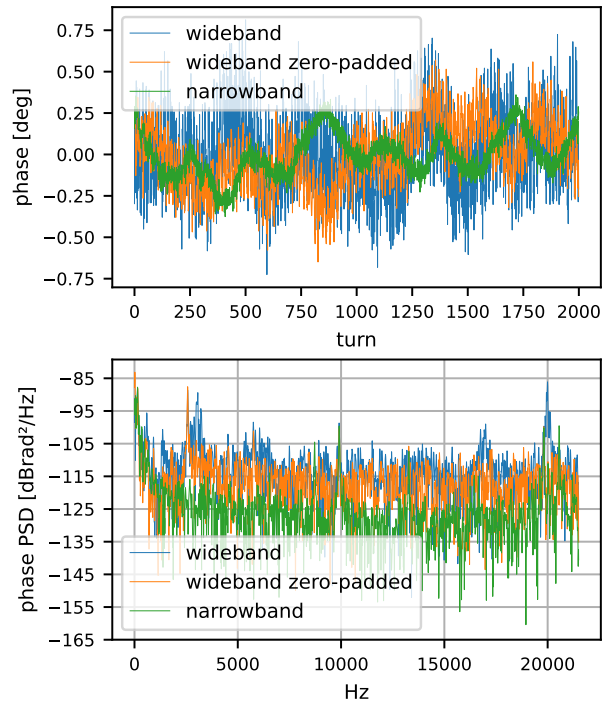 0.75
0.50
0.25
0.00
−0.25
−0.50
−0.75
phase [deg]
wideband
wideband zero-padded
narrowband
0 250 500 750 1000 1250 1500 1750 2000
turn
−85
−95
−105
−115
−125
−135
−145
−155
−165
phase PSD [dBrad²/Hz]
wideband
wideband zero-padded
narrowband
0 5000 10000 15000 20000
Hz